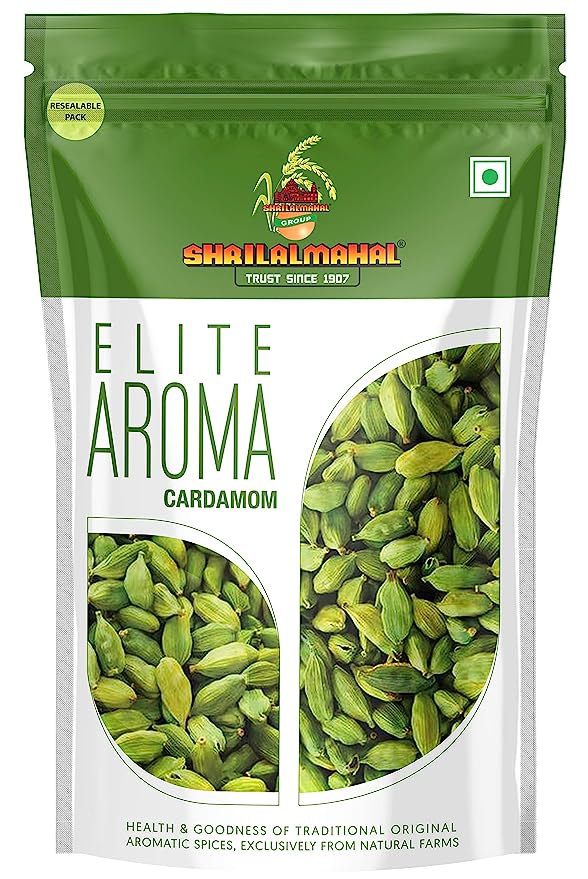 RESEALABLE
PACK
SHRILALMAHAL
GROUP
SHRILALMAHAL®
TRUST SINCE 1907
ELITE
AROMA
CARDAMOM
HEALTH & GOODNESS OF TRADITIONAL ORIGINAL
AROMATIC SPICES, EXCLUSIVELY FROM NATURAL FARMS